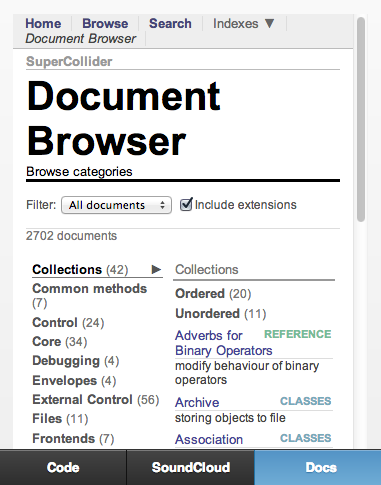 Home Browse Search Indexes ▼
Document Browser
SuperCollider
Document
Browser
Browse categories
Filter: All documents Include extensions
2702 documents
Collections (42) ▶
Common methods
(7)
Control (24)
Core (34)
Debugging (4)
Envelopes (4)
External Control (56)
Files (11)
Frontends (7)
Collections
Ordered (20)
Unordered (11)
Adverbs for REFERENCE
Binary Operators
modify behaviour of binary
operators
Archive CLASSES
storing objects to file
Association CLASSES
Code SoundCloud Docs